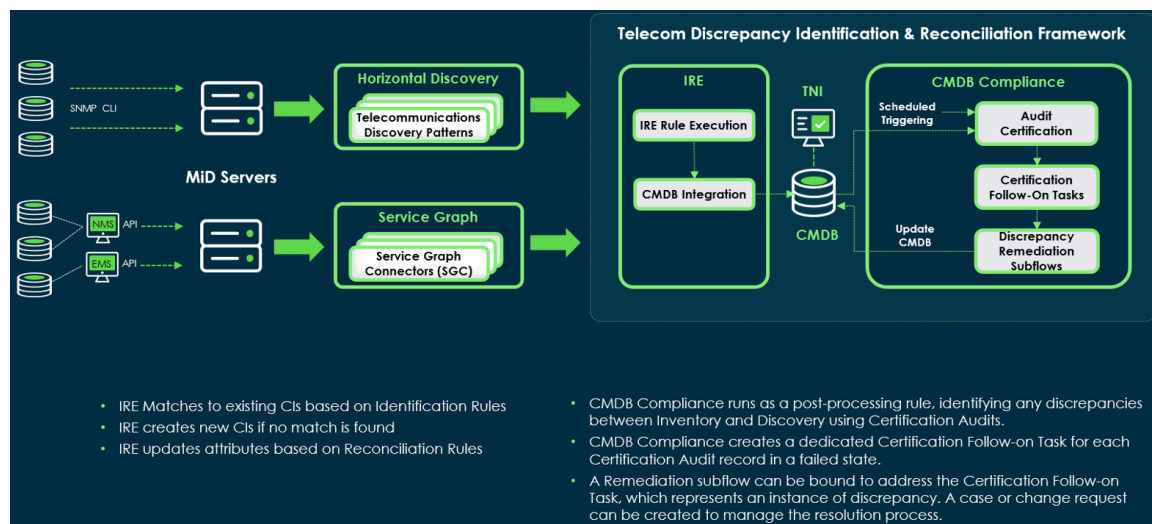 Telecom Discrepancy Identification & Reconciliation Framework
SNMP CLI
Horizontal Discovery
Telecommunications
Discovery Patterns
MiD Servers
NMS
API
EMS
API
Service Graph
Service Graph
Connectors (SGC)
IRE
IRE Rule Execution
CMDB Integration
TNI
CMDB
CMDB Compliance
Scheduled
Triggering
Audit
Certification
Certification
Follow-On Tasks
Update
CMDB
Discrepancy
Remediation
Subflows
• IRE Matches to existing CIs based on Identification Rules
• IRE creates new CIs if no match is found
• IRE updates attributes based on Reconciliation Rules
• CMDB Compliance runs as a post-processing rule, identifying any discrepancies
between Inventory and Discovery using Certification Audits.
• CMDB Compliance creates a dedicated Certification Follow-on Task for each
Certification Audit record in a failed state.
• A Remediation subflow can be bound to address the Certification Follow-on
Task, which represents an instance of discrepancy. A case or change request
can be created to manage the resolution process.